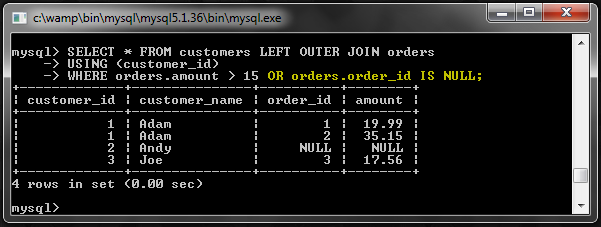 c:\wamp\bin\mysql\mysql5.1.36\bin\mysql.exe
mysql> SELECT * FROM customers LEFT OUTER JOIN orders
    -> USING (customer_id)
    -> WHERE orders.amount > 15 OR orders.order_id IS NULL;
+-------------+---------------+----------+--------+
| customer_id | customer_name | order_id | amount |
+-------------+---------------+----------+--------+
|           1 | Adam          |        1 |  19.99 |
|           1 | Adam          |        2 |  35.15 |
|           2 | Andy          |     NULL |   NULL |
|           3 | Joe           |        3 |  17.56 |
+-------------+---------------+----------+--------+
4 rows in set (0.00 sec)
mysql>